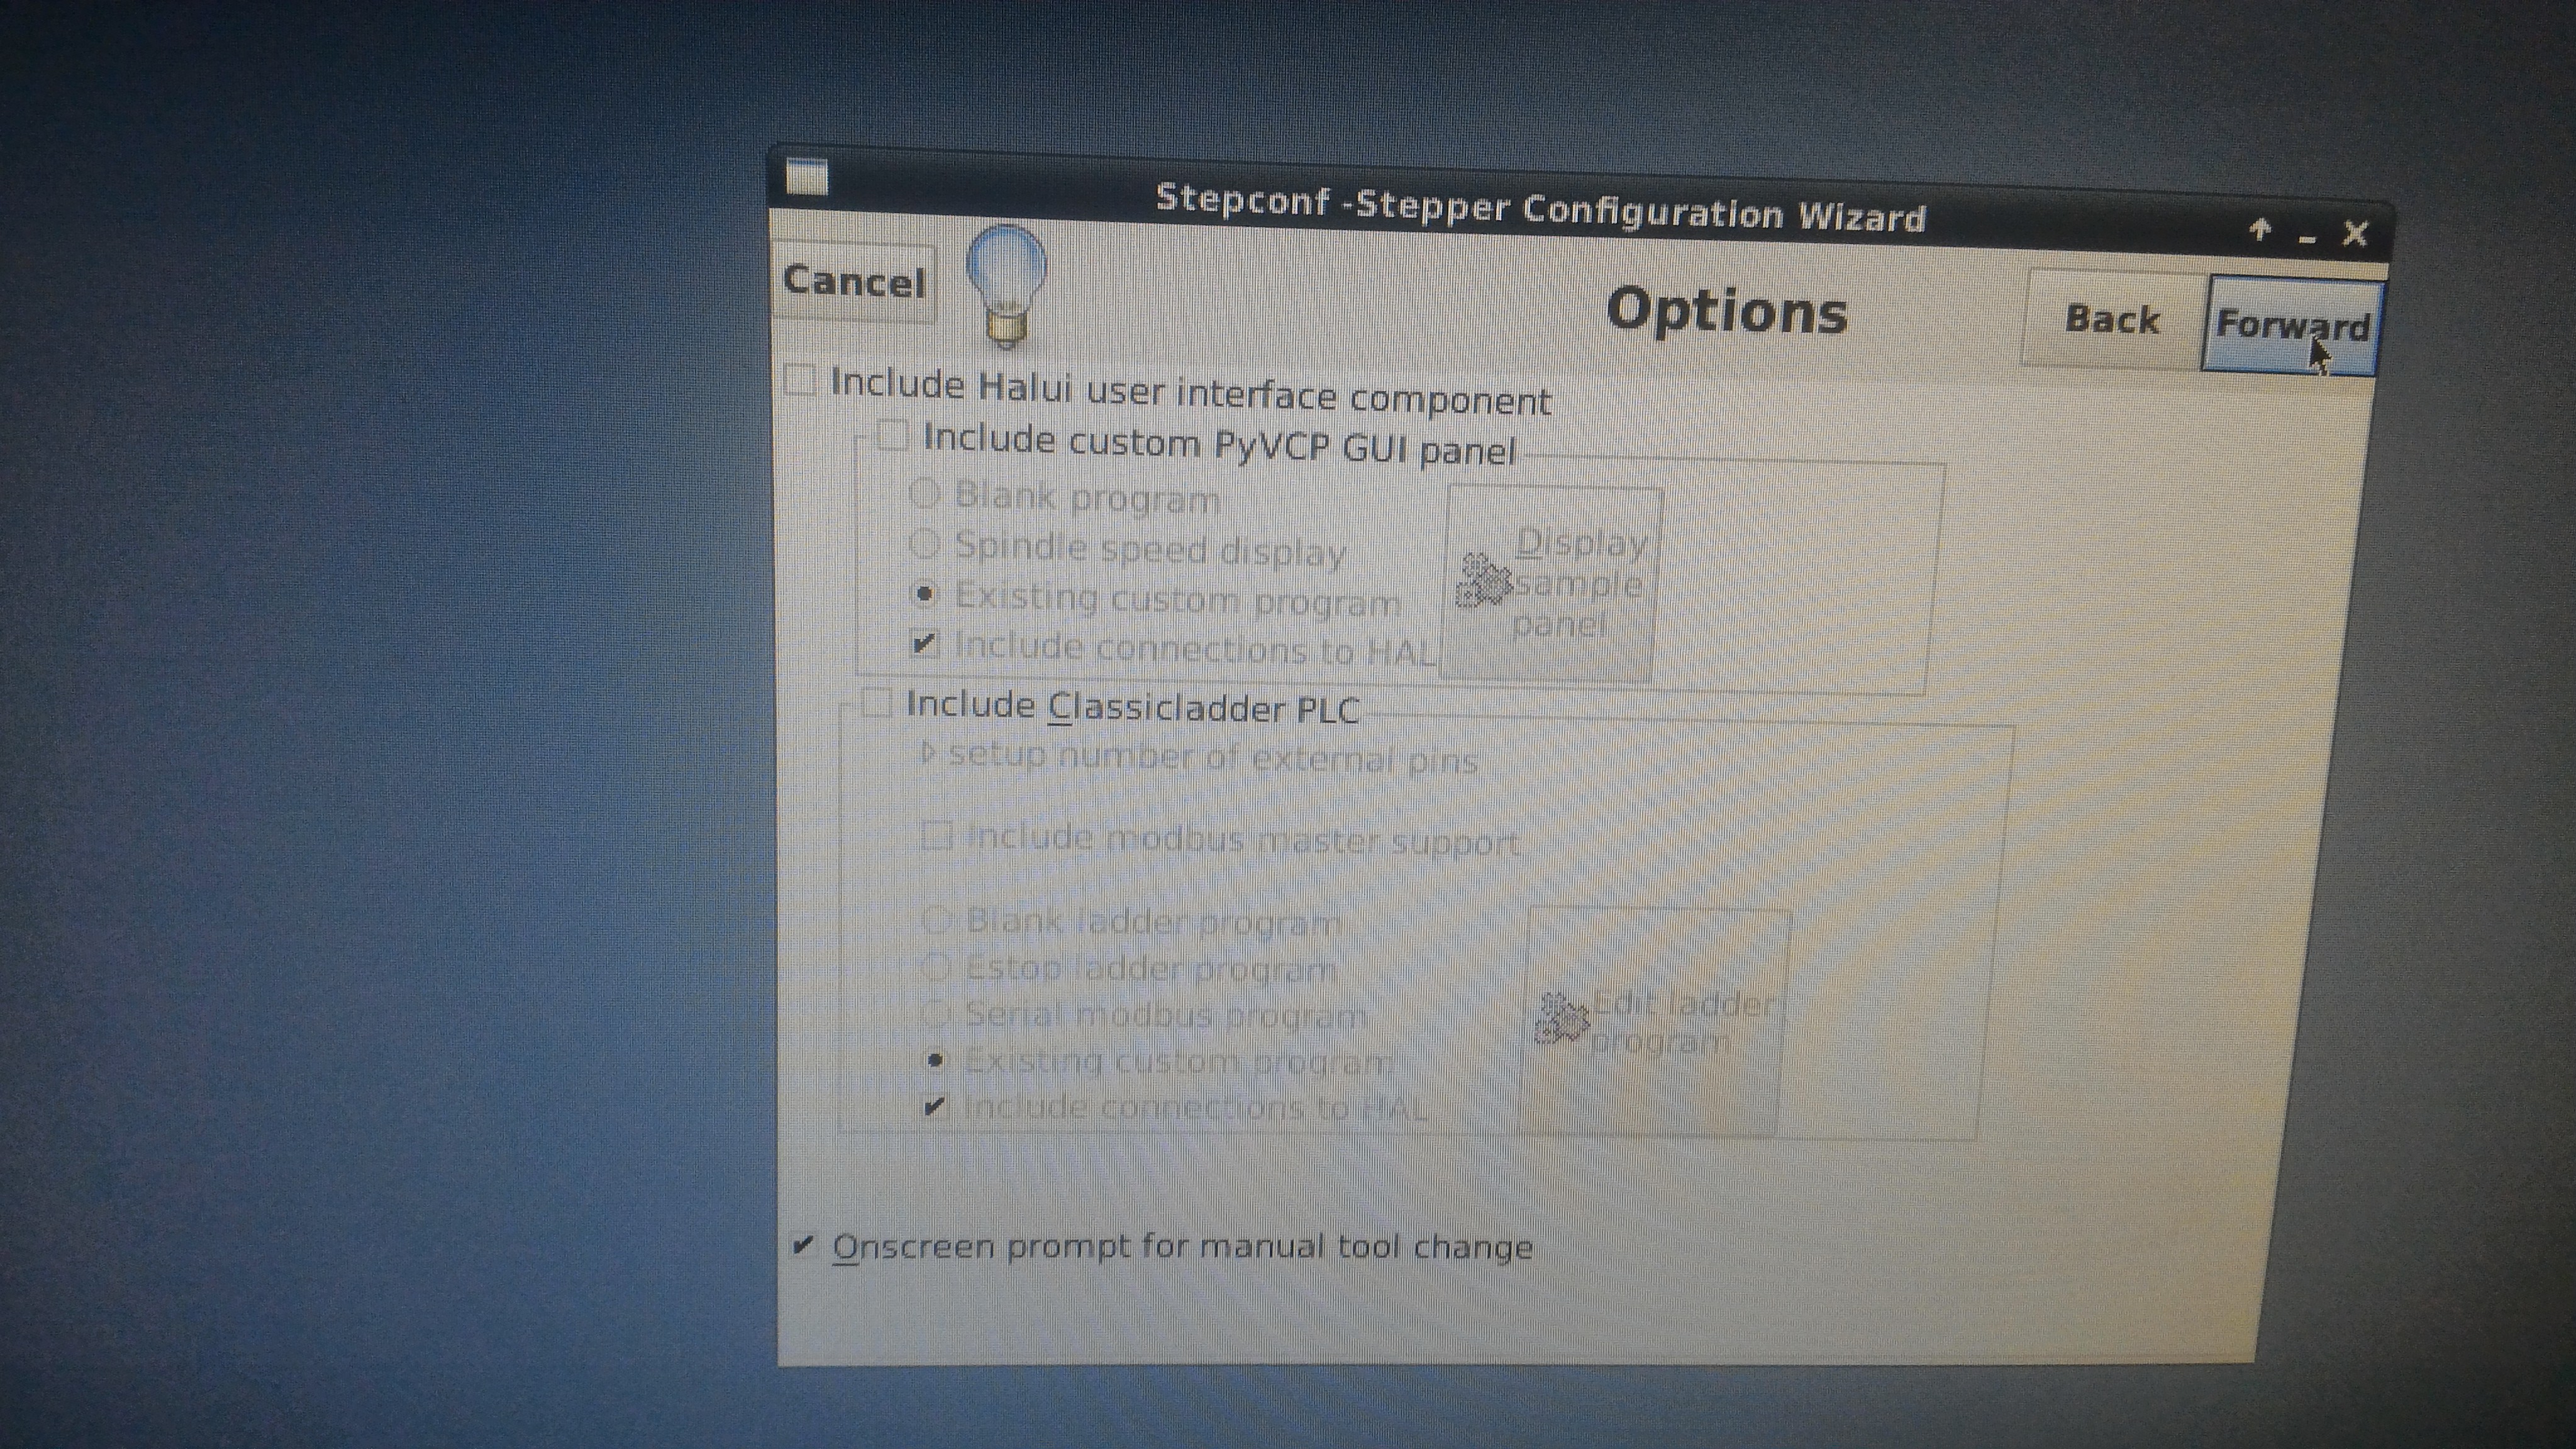 Stepconf -Stepper Configuration Wizard
Cancel
Options
Back
Forward
Include Halui user interface component
Include custom PyVCP GUI panel
Blank program
Spindle speed display
Existing custom program
Include connections to HAL
Display
sample
panel
Include Classicladder PLC
setup number of external pins
Include modbus master support
Blank ladder program
Estop ladder program
Serial modbus program
Existing custom program
Include connections to HAL
Edit ladder
program
Onscreen prompt for manual tool change